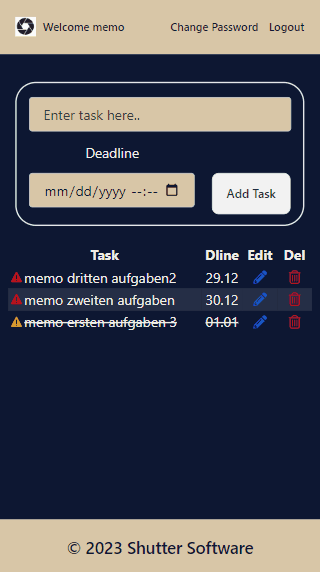 Welcome memo Change Password Logout
Enter task here..
Deadline
mm/dd/yyyy --:-- Add Task
Task Dline Edit Del
memo dritten aufgaben2 29.12
memo zweiten aufgaben 30.12
memo ersten aufgaben 3 01.01
© 2023 Shutter Software